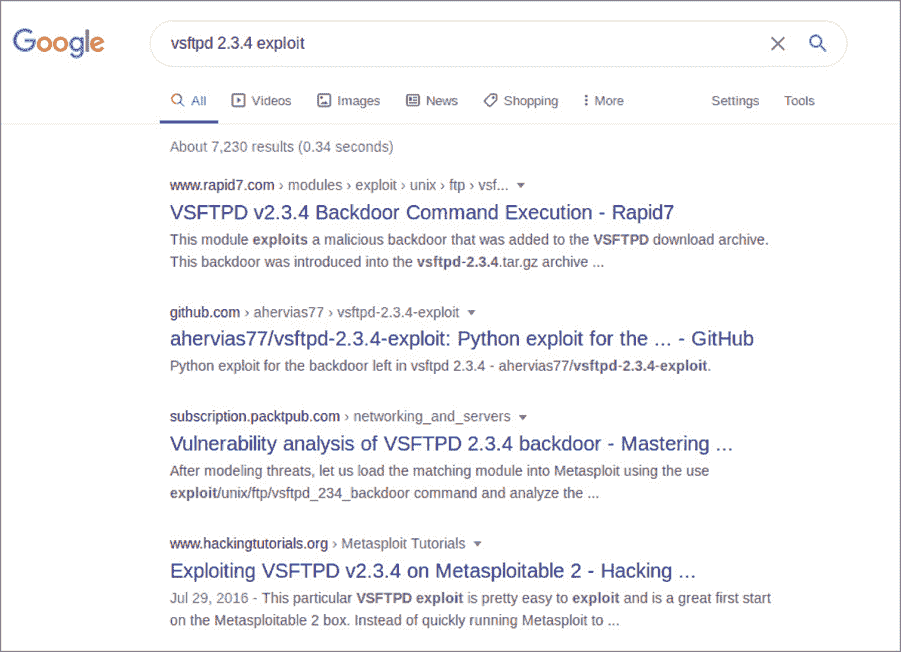 Google
vsftpd 2.3.4 exploit
All Videos Images News Shopping More Settings Tools
About 7,230 results (0.34 seconds)
www.rapid7.com › modules › exploit › unix › ftp › vsf...
VSFTPD v2.3.4 Backdoor Command Execution - Rapid7
This module exploits a malicious backdoor that was added to the VSFTPD download archive.
This backdoor was introduced into the vsftpd-2.3.4.tar.gz archive ...
github.com › ahervias77 › vsftpd-2.3.4-exploit
ahervias77/vsftpd-2.3.4-exploit: Python exploit for the ... - GitHub
Python exploit for the backdoor left in vsftpd 2.3.4 - ahervias77/vsftpd-2.3.4-exploit.
subscription.packtpub.com › networking_and_servers
Vulnerability analysis of VSFTPD 2.3.4 backdoor - Mastering ...
After modeling threats, let us load the matching module into Metasploit using the use
exploit/unix/ftp/vsftpd_234_backdoor command and analyze the ...
www.hackingtutorials.org › Metasploit Tutorials
Exploiting VSFTPD v2.3.4 on Metasploitable 2 - Hacking ...
Jul 29, 2016 - This particular VSFTPD exploit is pretty easy to exploit and is a great first start
on the Metasploitable 2 box. Instead of quickly running Metasploit to ...